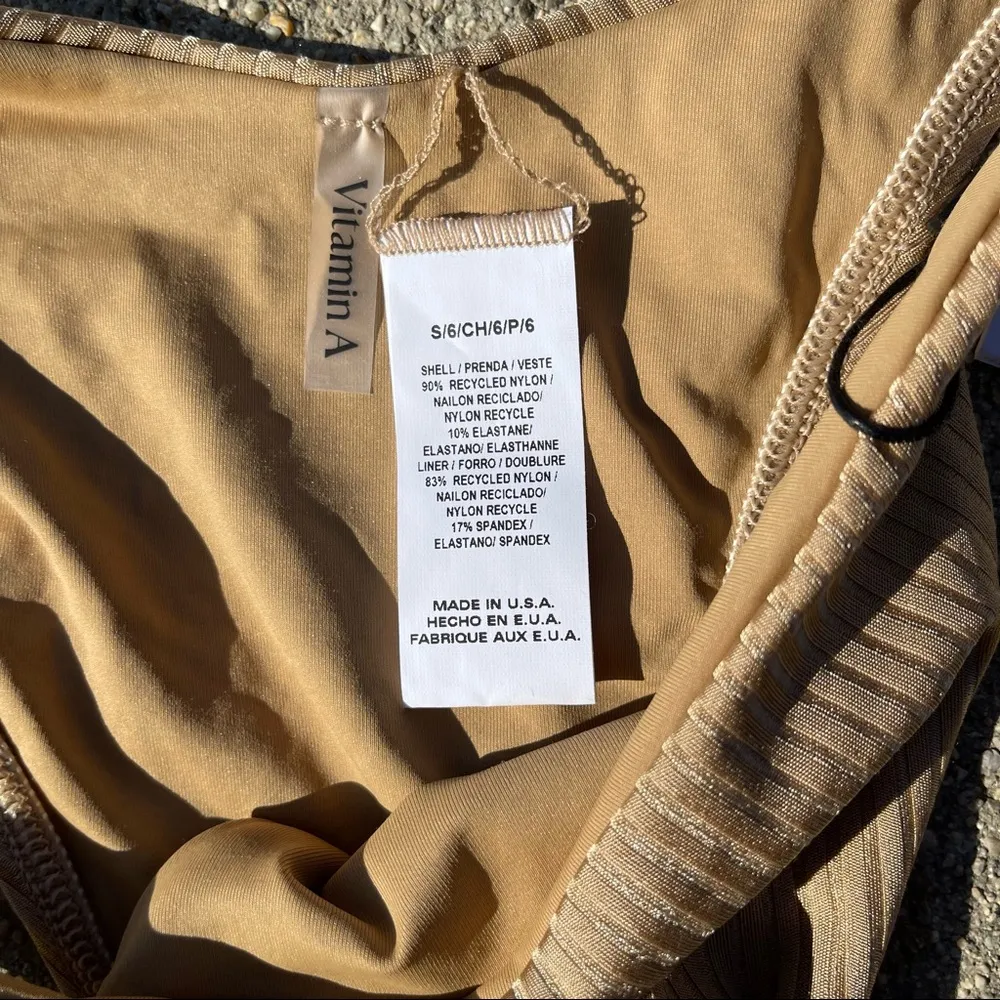 Vitamin A
S/6/CH/6/P/6
SHELL / PRENDA / VESTE
90% RECYCLED NYLON /
NAILON RECICLADO/
NYLON RECYCLE
10% ELASTANE/
ELASTANO/ ELASTHANNE
LINER / FORRO / DOUBLURE
83% RECYCLED NYLON /
NAILON RECICLADO/
NYLON RECYCLE
17% SPANDEX /
ELASTANO/ SPANDEX
MADE IN U.S.A.
HECHO EN E.U.A.
FABRIQUE AUX E.U.A.